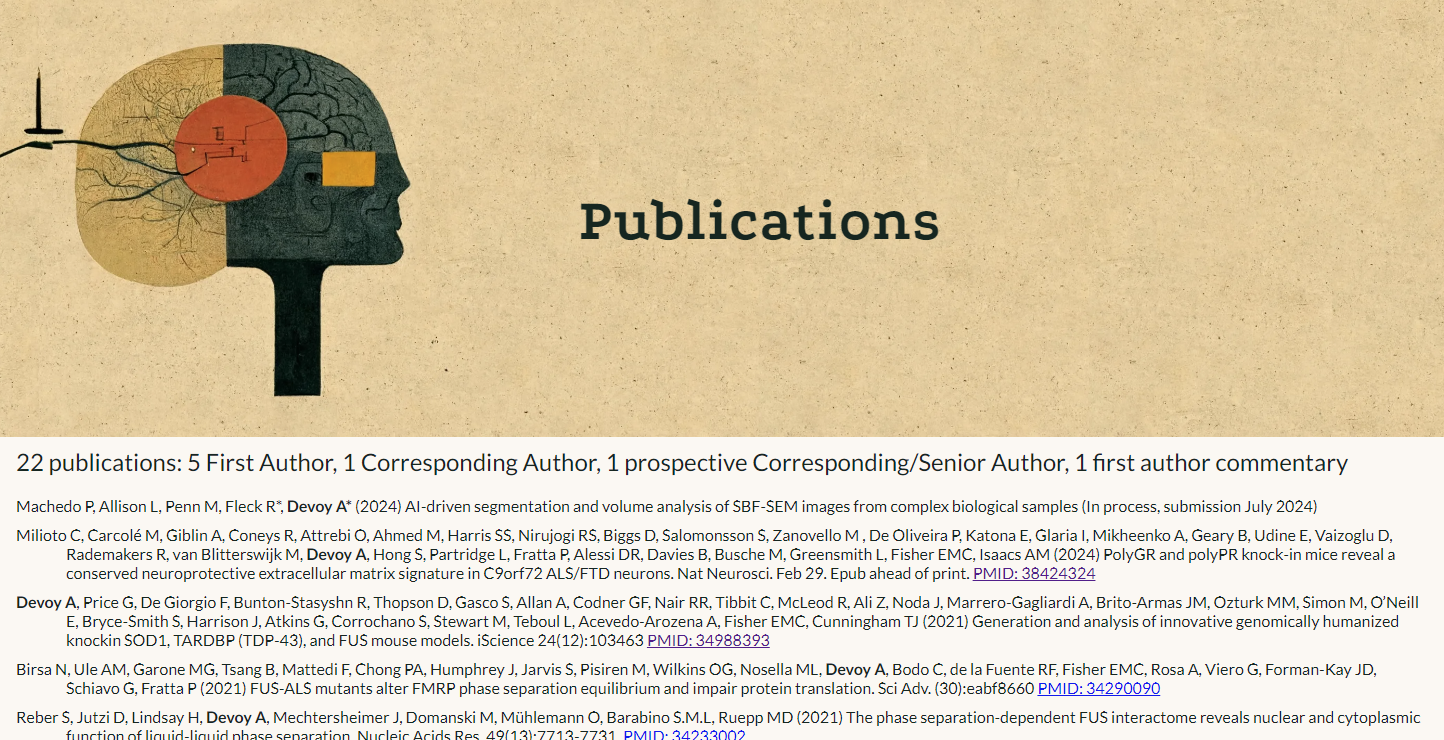 Publications
22 publications: 5 First Author, 1 Corresponding Author, 1 prospective Corresponding/Senior Author, 1 first author commentary
Machedo P, Allison L, Penn M, Fleck R*, Devoy A* (2024) AI-driven segmentation and volume analysis of SBF-SEM images from complex biological samples (In process, submission July 2024)
Milioto C, Carcolé M, Giblin A, Coneys R, Attrebi O, Ahmed M, Harris SS, Nirujogi RS, Biggs D, Salomonsson S, Zanovello M , De Oliveira P, Katona E, Glaria I, Mikheenko A, Geary B, Udine E, Vaizoglu D,
Rademakers R, van Blitterswijk M, Devoy A, Hong S, Partridge L, Fratta P, Alessi DR, Davies B, Busche M, Greensmith L, Fisher EMC, Isaacs AM (2024) PolyGR and polyPR knock-in mice reveal a
conserved neuroprotective extracellular matrix signature in C9orf72 ALS/FTD neurons. Nat Neurosci. Feb 29. Epub ahead of print. PMID: 38424324
Devoy A, Price G, De Giorgio F, Bunton-Stasyshn R, Thopson D, Gasco S, Allan A, Codner GF, Nair RR, Tibbit C, McLeod R, Ali Z, Noda J, Marrero-Gagliardi A, Brito-Armas JM, Ozturk MM, Simon M, O’Neill
E, Bryce-Smith S, Harrison J, Atkins G, Corrochano S, Stewart M, Teboul L, Acevedo-Arozena A, Fisher EMC, Cunningham TJ (2021) Generation and analysis of innovative genomically humanized
knockin SOD1, TARDBP (TDP-43), and FUS mouse models. iScience 24(12):103463 PMID: 34988393
Birsa N, Ule AM, Garone MG, Tsang B, Mattedi F, Chong PA, Humphrey J, Jarvis S, Pisiren M, Wilkins OG, Nosella ML, Devoy A, Bodo C, de la Fuente RF, Fisher EMC, Rosa A, Viero G, Forman-Kay JD,
Schiavo G, Fratta P (2021) FUS-ALS mutants alter FMRP phase separation equilibrium and impair protein translation. Sci Adv. (30):eabf8660 PMID: 34290090
Reber S, Jutzi D, Lindsay H, Devoy A, Mechtersheimer J, Domanski M, Mühlemann O, Barabino S.M.L, Ruepp MD (2021) The phase separation-dependent FUS interactome reveals nuclear and cytoplasmic
function of liquid-liquid phase separation. Nucleic Acids Res. 49(13):7713-7731. PMID: 34233002